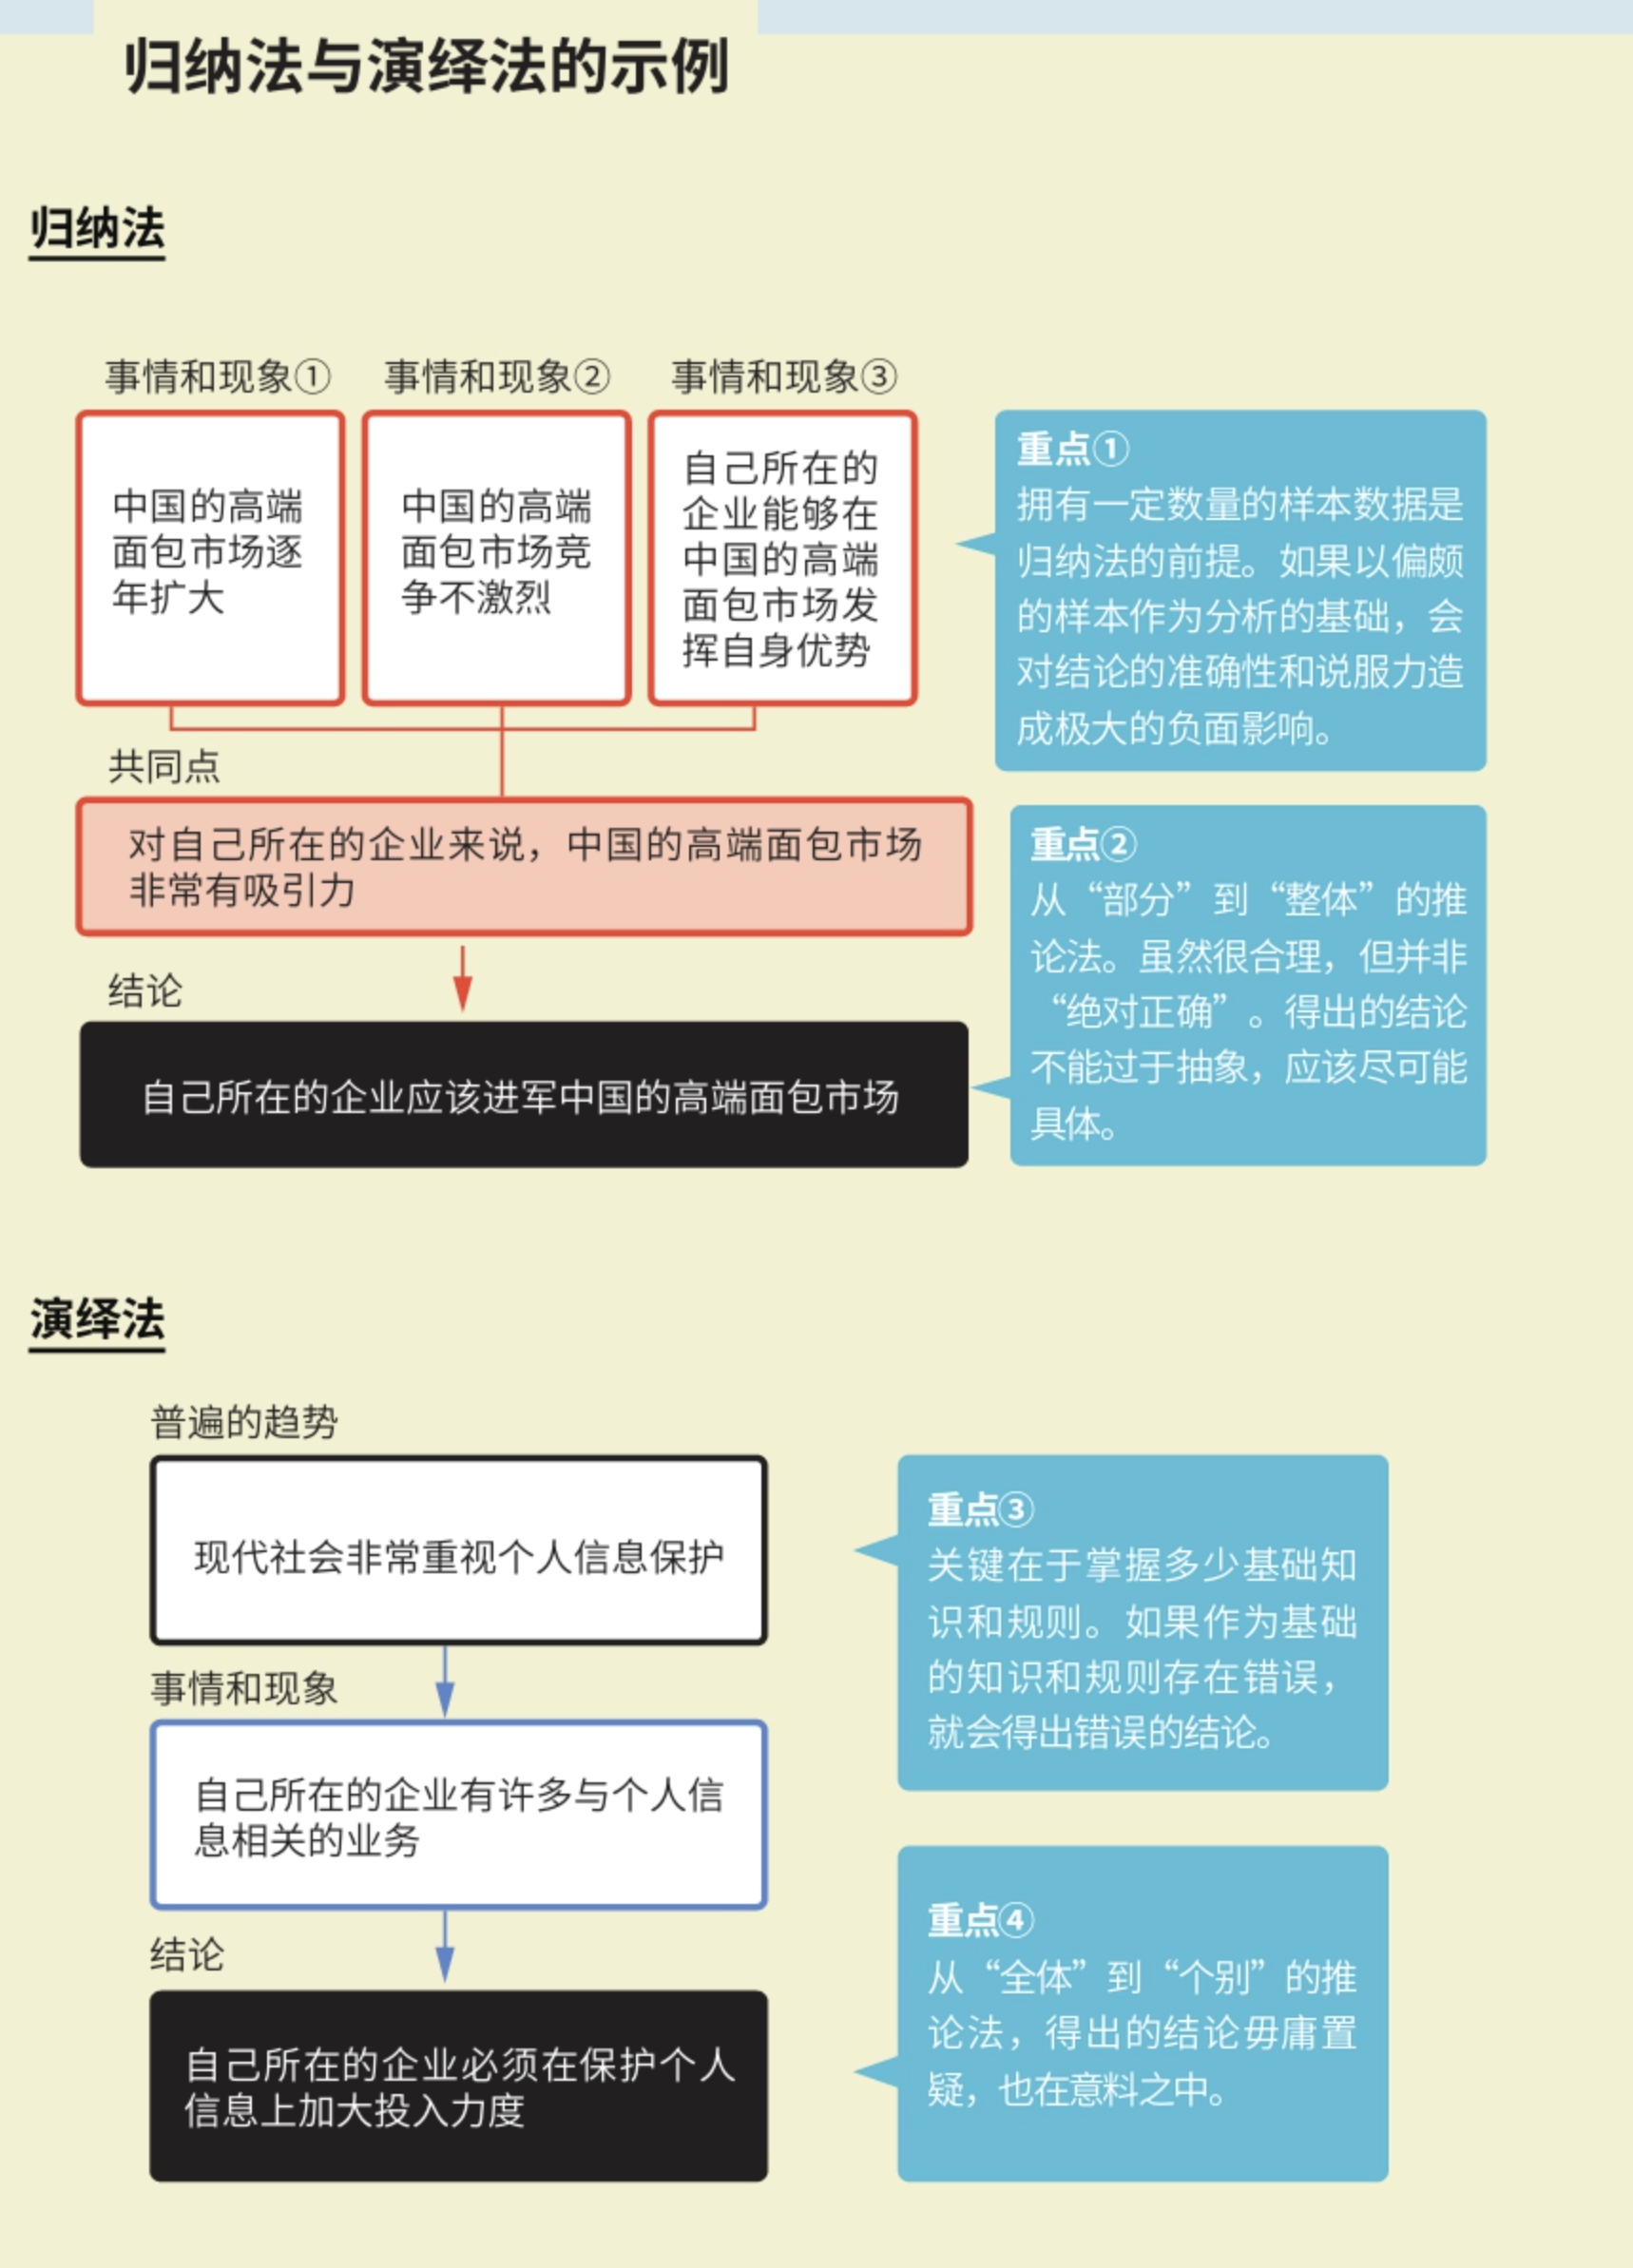 归纳法与演绎法的示例
归纳法
事情和现象①
中国的高端
面包市场逐
年扩大
事情和现象②
中国的高端
面包市场竞
争不激烈
事情和现象③
自己所在的
企业能够在
中国的高端
面包市场发
挥自身优势
重点①
拥有一定数量的样本数据是
归纳法的前提。如果以偏颇
的样本作为分析的基础，会
对结论的准确性和说服力造
成极大的负面影响。
共同点
对自己所在的企业来说，中国的高端面包市场
非常有吸引力
结论
自己所在的企业应该进军中国的高端面包市场
重点②
从“部分”到“整体”的推
论法。虽然很合理，但并非
“绝对正确”。得出的结论
不能过于抽象，应该尽可能
具体。
演绎法
普遍的趋势
现代社会非常重视个人信息保护
重点③
关键在于掌握多少基础知
识和规则。如果作为基础
的知识和规则存在错误，
就会得出错误的结论。
事情和现象
自己所在的企业有许多与个人信
息相关的业务
结论
自己所在的企业必须在保护个人
信息上加大投入力度
重点④
从“全体”到“个别”的推
论法，得出的结论毋庸置
疑，也在意料之中。